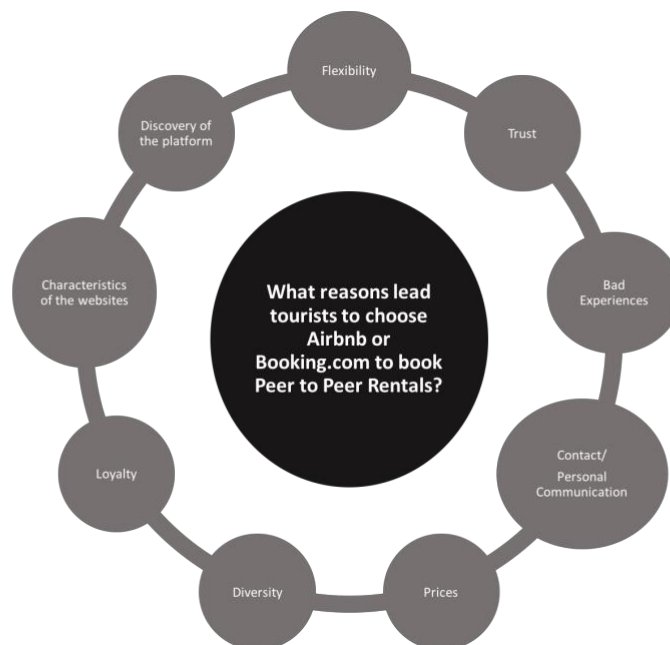 Flexibility
Trust
Bad
Experiences
Contact/
Personal
Communication
Prices
Diversity
Loyalty
Characteristics
of the websites
Discovery of
the platform
What reasons lead
tourists to choose
Airbnb or
Booking.com to book
Peer to Peer Rentals?